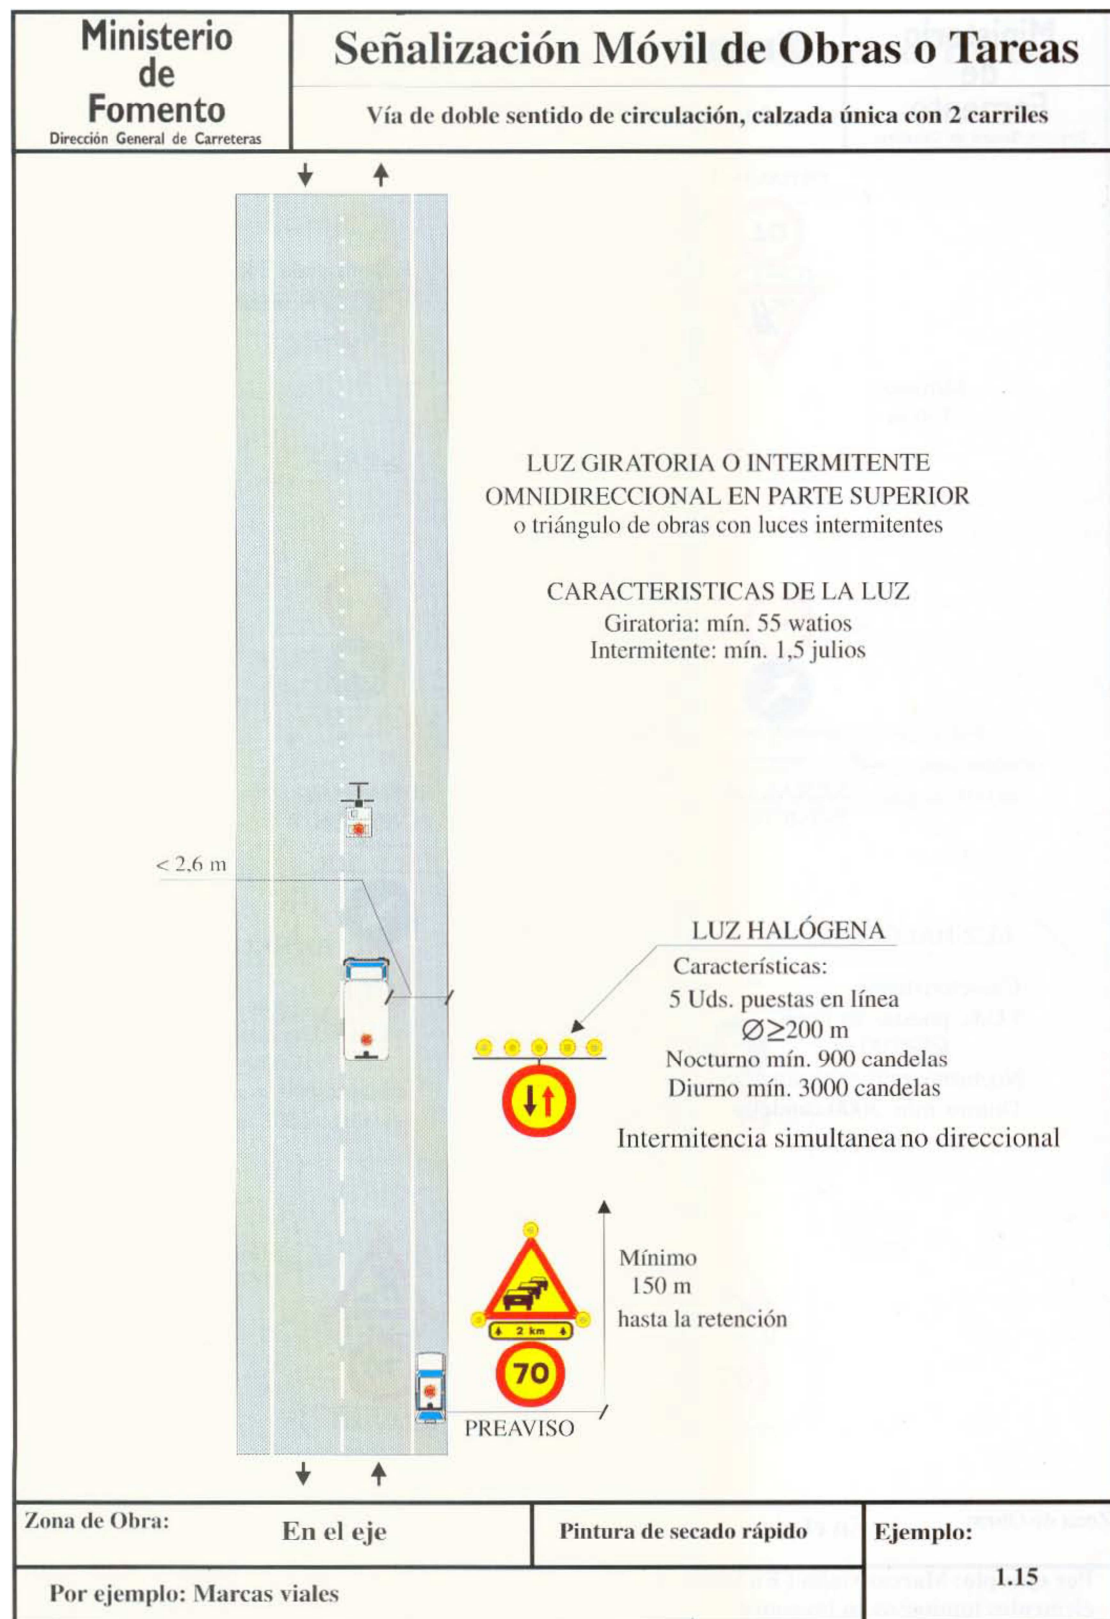 Ministerio
de
Fomento
Dirección General de Carreteras
Señalización Móvil de Obras o Tareas
Vía de doble sentido de circulación, calzada única con 2 carriles
LUZ GIRATORIA O INTERMITENTE
OMNIDIRECCIONAL EN PARTE SUPERIOR
o triángulo de obras con luces intermitentes
CARACTERISTICAS DE LA LUZ
Giratoria: mín. 55 watios
Intermitente: mín. 1,5 julios
< 2,6 m
LUZ HALÓGENA
Características:
5 Uds. puestas en línea
Ø≥200 m
Nocturno mín. 900 candelas
Diurno mín. 3000 candelas
Intermitencia simultanea no direccional
Mínimo
150 m
hasta la retención
2 km
70
PREAVISO
Zona de Obra:
En el eje
Pintura de secado rápido
Ejemplo:
1.15
Por ejemplo: Marcas viales